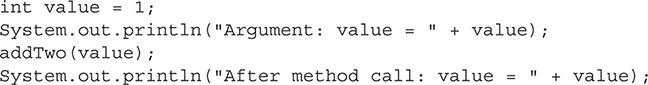 int value = 1;
System.out.println("Argument: value = " + value);
addTwo(value);
System.out.println("After method call: value = " + value);